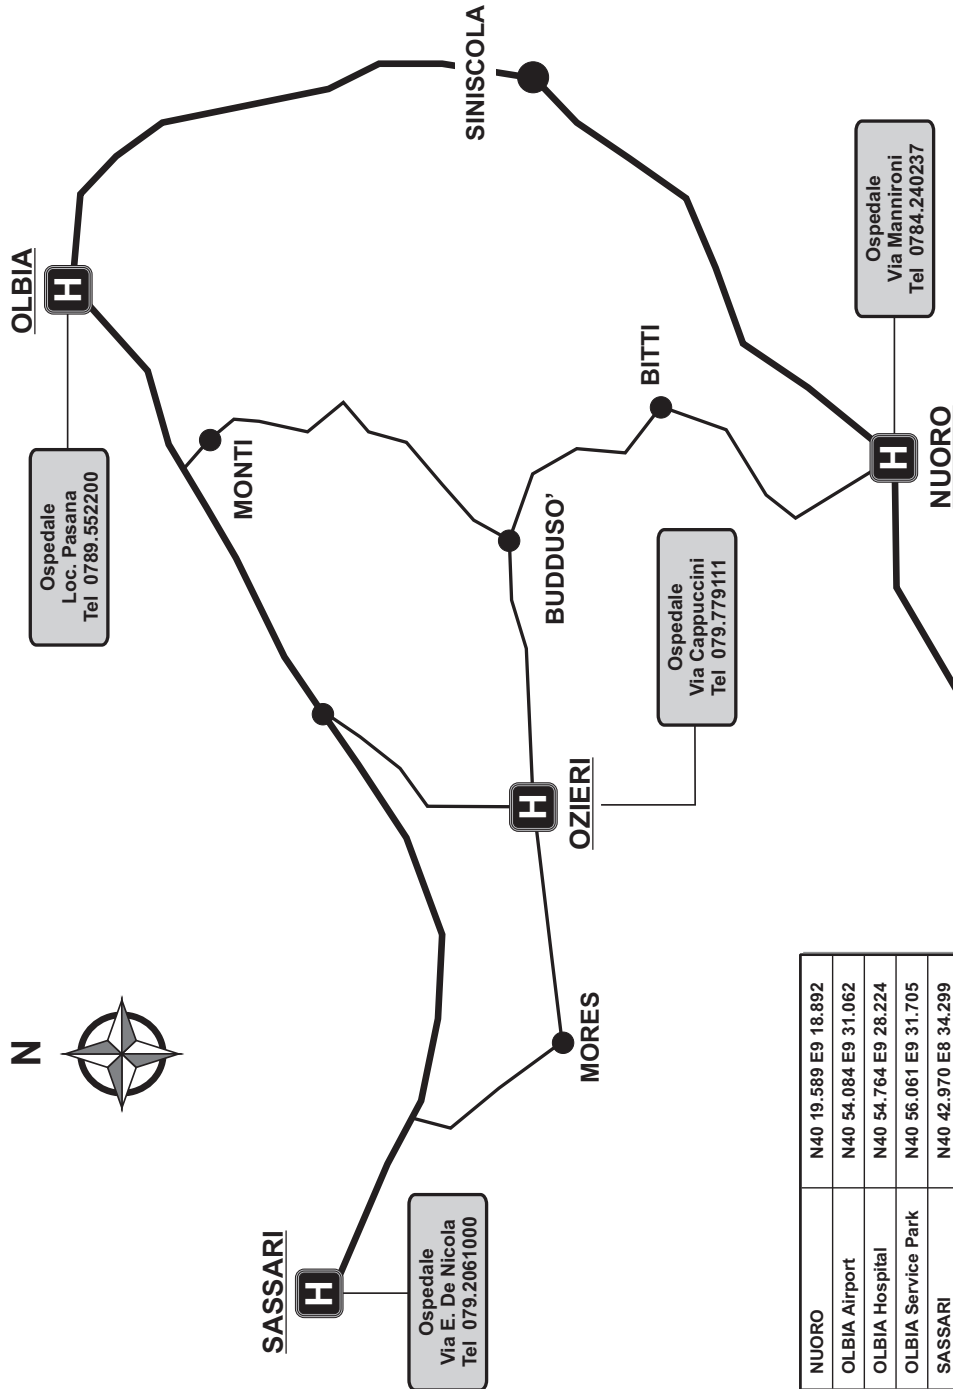 N
SASSARI
H
Ospedale
Via E. De Nicola
Tel 079.2061000
OLBIA
H
Ospedale
Loc. Pasana
Tel 0789.552200
MONTI
SINISCOLA
BUDDUSO’
BITTI
MORES
OZIERI
H
Ospedale
Via Cappuccini
Tel 079.779111
NUORO
H
Ospedale
Via Mannironi
Tel 0784.240237
NUORO N40 19.589 E9 18.892
OLBIA Airport N40 54.084 E9 31.062
OLBIA Hospital N40 54.764 E9 28.224
OLBIA Service Park N40 56.061 E9 31.705
SASSARI N40 42.970 E8 34.299